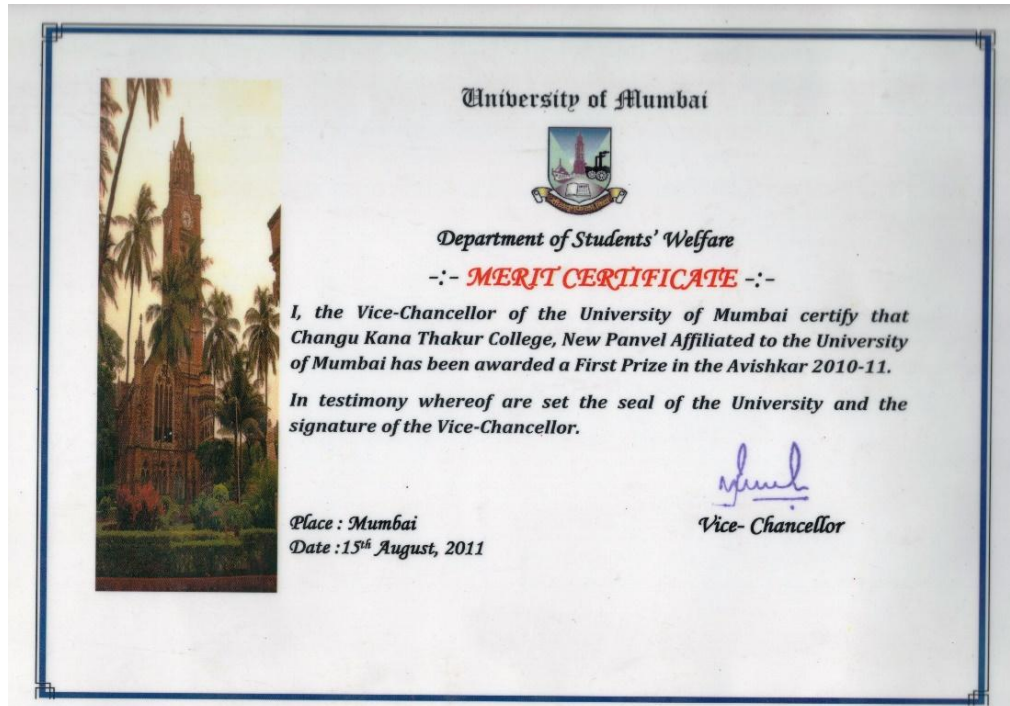 University of Mumbai
Department of Students' Welfare
-:- MERIT CERTIFICATE -:-
I, the Vice-Chancellor of the University of Mumbai certify that
Changu Kana Thakur College, New Panvel Affiliated to the University
of Mumbai has been awarded a First Prize in the Avishkar 2010-11.
In testimony whereof are set the seal of the University and the
signature of the Vice-Chancellor.
Place : Mumbai
Vice- Chancellor
Date :15th August, 2011